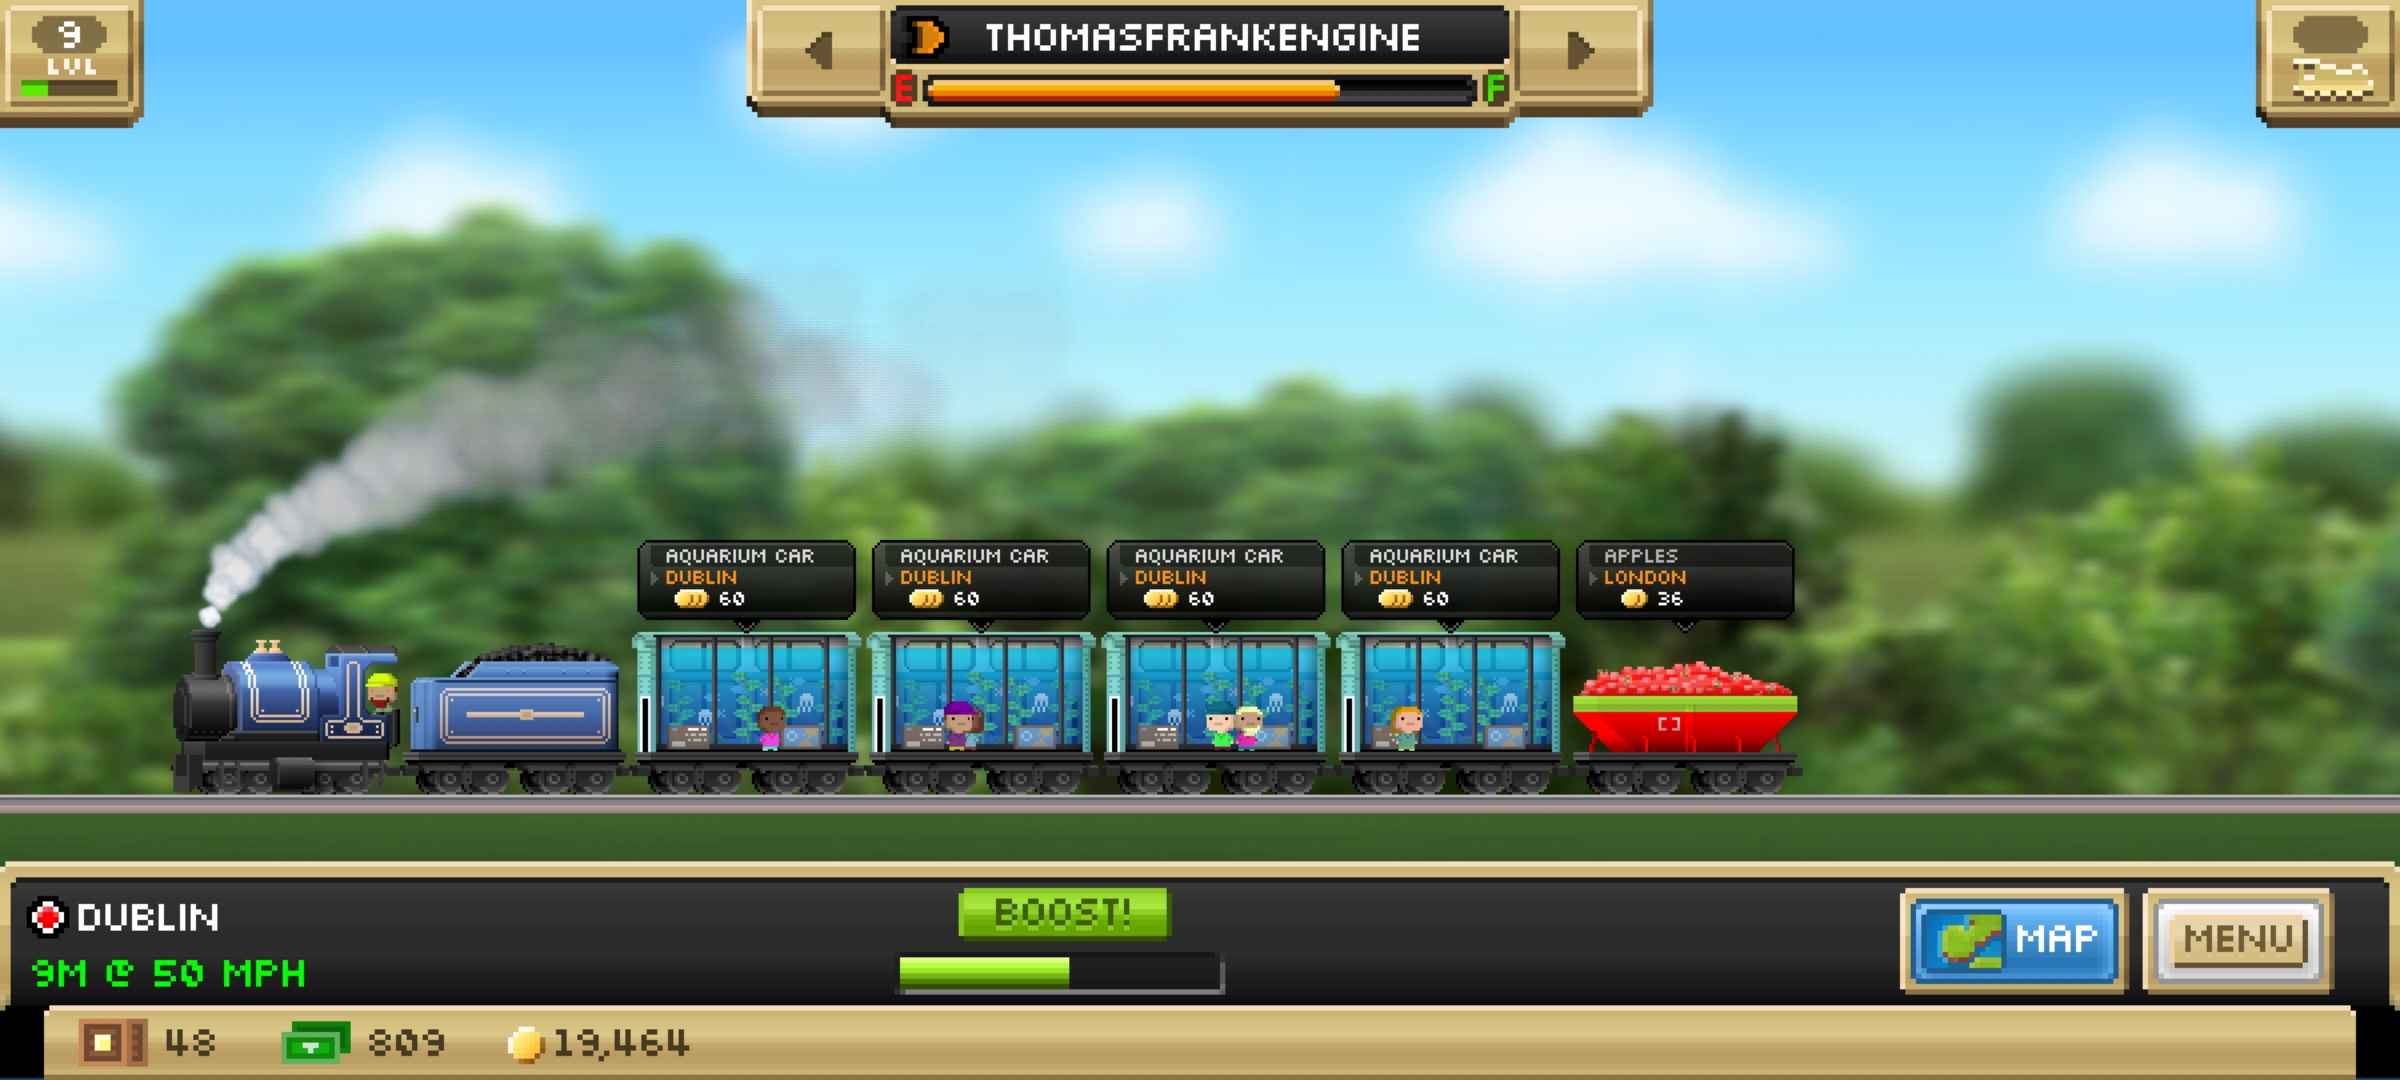 9
LVL
THOMASFRANKENGINE
E
F
AQUARIUM CAR
DUBLIN
60
AQUARIUM CAR
DUBLIN
60
AQUARIUM CAR
DUBLIN
60
AQUARIUM CAR
DUBLIN
60
APPLES
LONDON
36
DUBLIN
9M @ 50 MPH
BOOST!
MAP
MENU
48
809
19,464